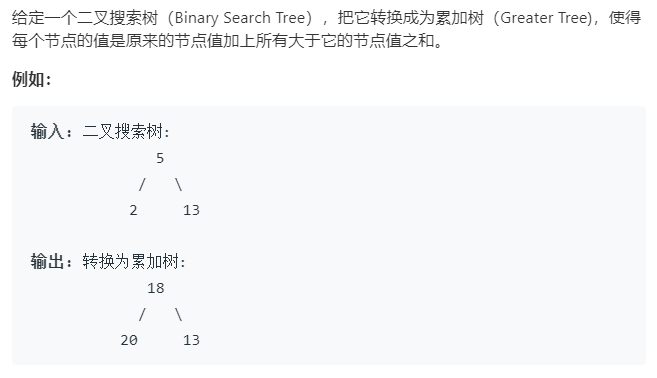 给定一个二叉搜索树（Binary Search Tree），把它转换成为累加树（Greater Tree)，使得
每个节点的值是原来的节点值加上所有大于它的节点值之和。
例如：
输入: 二叉搜索树:
5
/ \
2 13
输出: 转换为累加树:
18
/ \
20 13